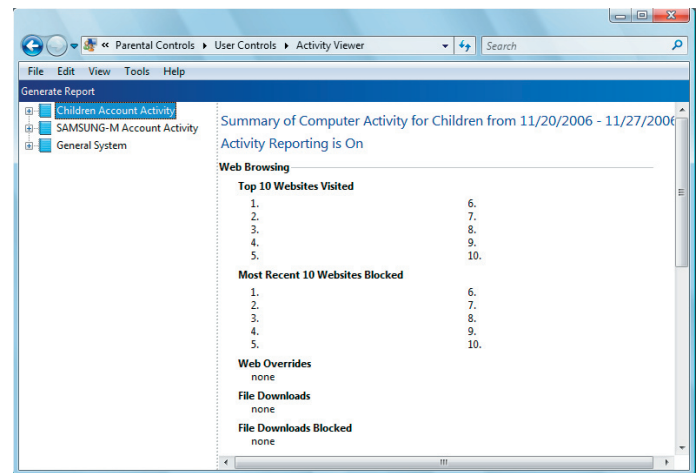 « Parental Controls ▸ User Controls ▸ Activity Viewer
Search
File Edit View Tools Help
Generate Report
Children Account Activity
SAMSUNG-M Account Activity
General System
Summary of Computer Activity for Children from 11/20/2006 - 11/27/2006
Activity Reporting is On
Web Browsing
Top 10 Websites Visited
1. 6.
2. 7.
3. 8.
4. 9.
5. 10.
Most Recent 10 Websites Blocked
1. 6.
2. 7.
3. 8.
4. 9.
5. 10.
Web Overrides
none
File Downloads
none
File Downloads Blocked
none